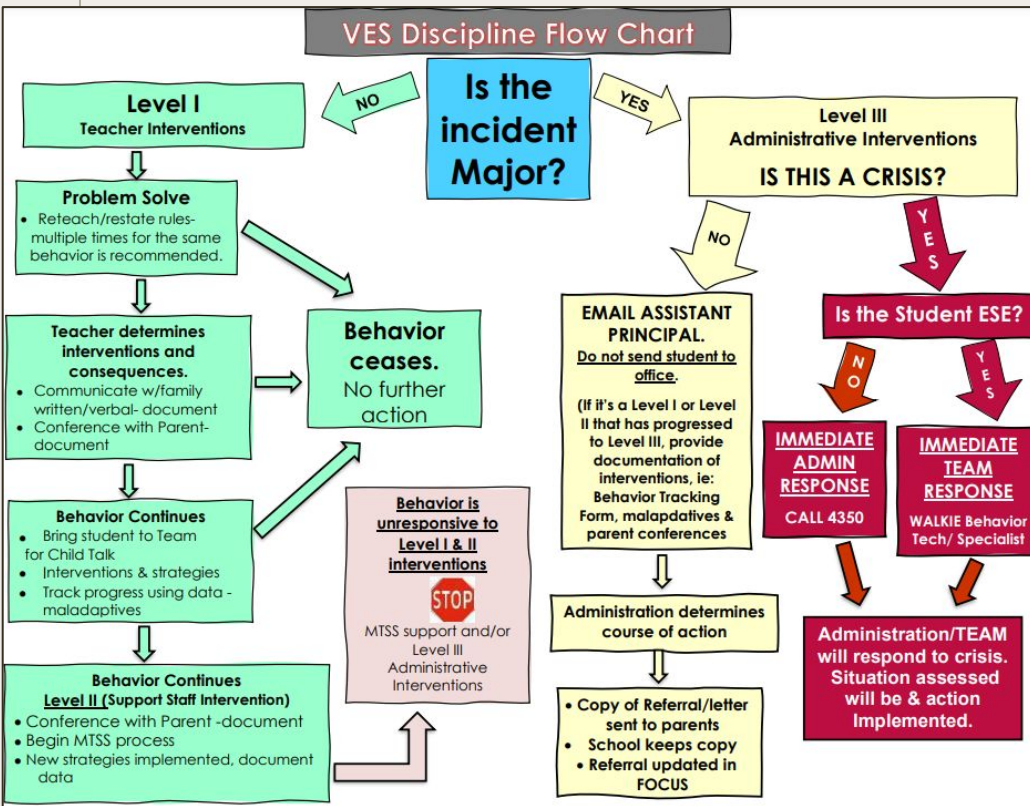 VES Discipline Flow Chart
Is the
incident
Major?
NO
YES
Level I
Teacher Interventions
Problem Solve
• Reteach/restate rules-
multiple times for the same
behavior is recommended.
Teacher determines
interventions and
consequences.
• Communicate w/family
written/verbal- document
• Conference with Parent-
document
Behavior
ceases.
No further
action
Behavior Continues
• Bring student to Team
for Child Talk
• Interventions & strategies
• Track progress using data -
maladaptives
Behavior Continues
Level II (Support Staff Intervention)
• Conference with Parent -document
• Begin MTSS process
• New strategies implemented, document
data
Behavior is
unresponsive to
Level I & II
interventions
STOP
MTSS support and/or
Level III
Administrative
Interventions
Level III
Administrative Interventions
IS THIS A CRISIS?
NO
YES
EMAIL ASSISTANT
PRINCIPAL.
Do not send student to
office.
(If it's a Level I or Level
II that has progressed
to Level III, provide
documentation of
interventions, ie:
Behavior Tracking
Form, malapdatives &
parent conferences
Administration determines
course of action
• Copy of Referral/letter
sent to parents
• School keeps copy
• Referral updated in
FOCUS
Is the Student ESE?
NO
YES
IMMEDIATE
ADMIN
RESPONSE
CALL 4350
IMMEDIATE
TEAM
RESPONSE
WALKIE Behavior
Tech/ Specialist
Administration/TEAM
will respond to crisis.
Situation assessed
will be & action
Implemented.